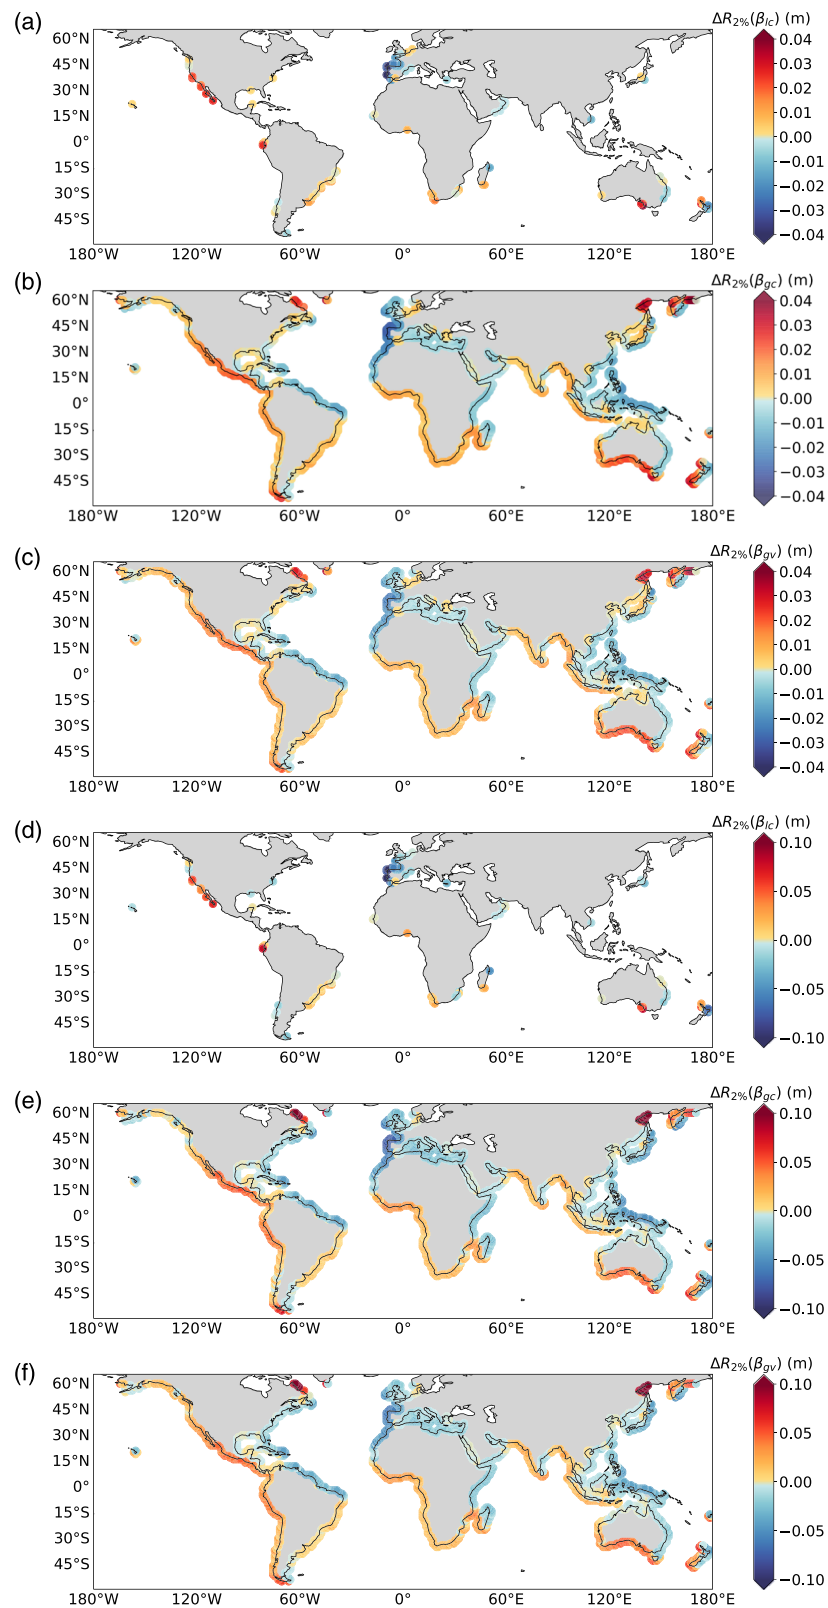 (a)
ΔR2%(βlc) (m)
60°N
45°N
30°N
15°N
0°
15°S
30°S
45°S
180°W 120°W 60°W 0° 60°E 120°E 180°E
0.04
0.03
0.02
0.01
0.00
−0.01
−0.02
−0.03
−0.04
(b)
ΔR2%(βgc) (m)
60°N
45°N
30°N
15°N
0°
15°S
30°S
45°S
180°W 120°W 60°W 0° 60°E 120°E 180°E
0.04
0.03
0.02
0.01
0.00
−0.01
−0.02
−0.03
−0.04
(c)
ΔR2%(βgv) (m)
60°N
45°N
30°N
15°N
0°
15°S
30°S
45°S
180°W 120°W 60°W 0° 60°E 120°E 180°E
0.04
0.03
0.02
0.01
0.00
−0.01
−0.02
−0.03
−0.04
(d)
ΔR2%(βlc) (m)
60°N
45°N
30°N
15°N
0°
15°S
30°S
45°S
180°W 120°W 60°W 0° 60°E 120°E 180°E
0.10
0.05
0.00
−0.05
−0.10
(e)
ΔR2%(βgc) (m)
60°N
45°N
30°N
15°N
0°
15°S
30°S
45°S
180°W 120°W 60°W 0° 60°E 120°E 180°E
0.10
0.05
0.00
−0.05
−0.10
(f)
ΔR2%(βgv) (m)
60°N
45°N
30°N
15°N
0°
15°S
30°S
45°S
180°W 120°W 60°W 0° 60°E 120°E 180°E
0.10
0.05
0.00
−0.05
−0.10